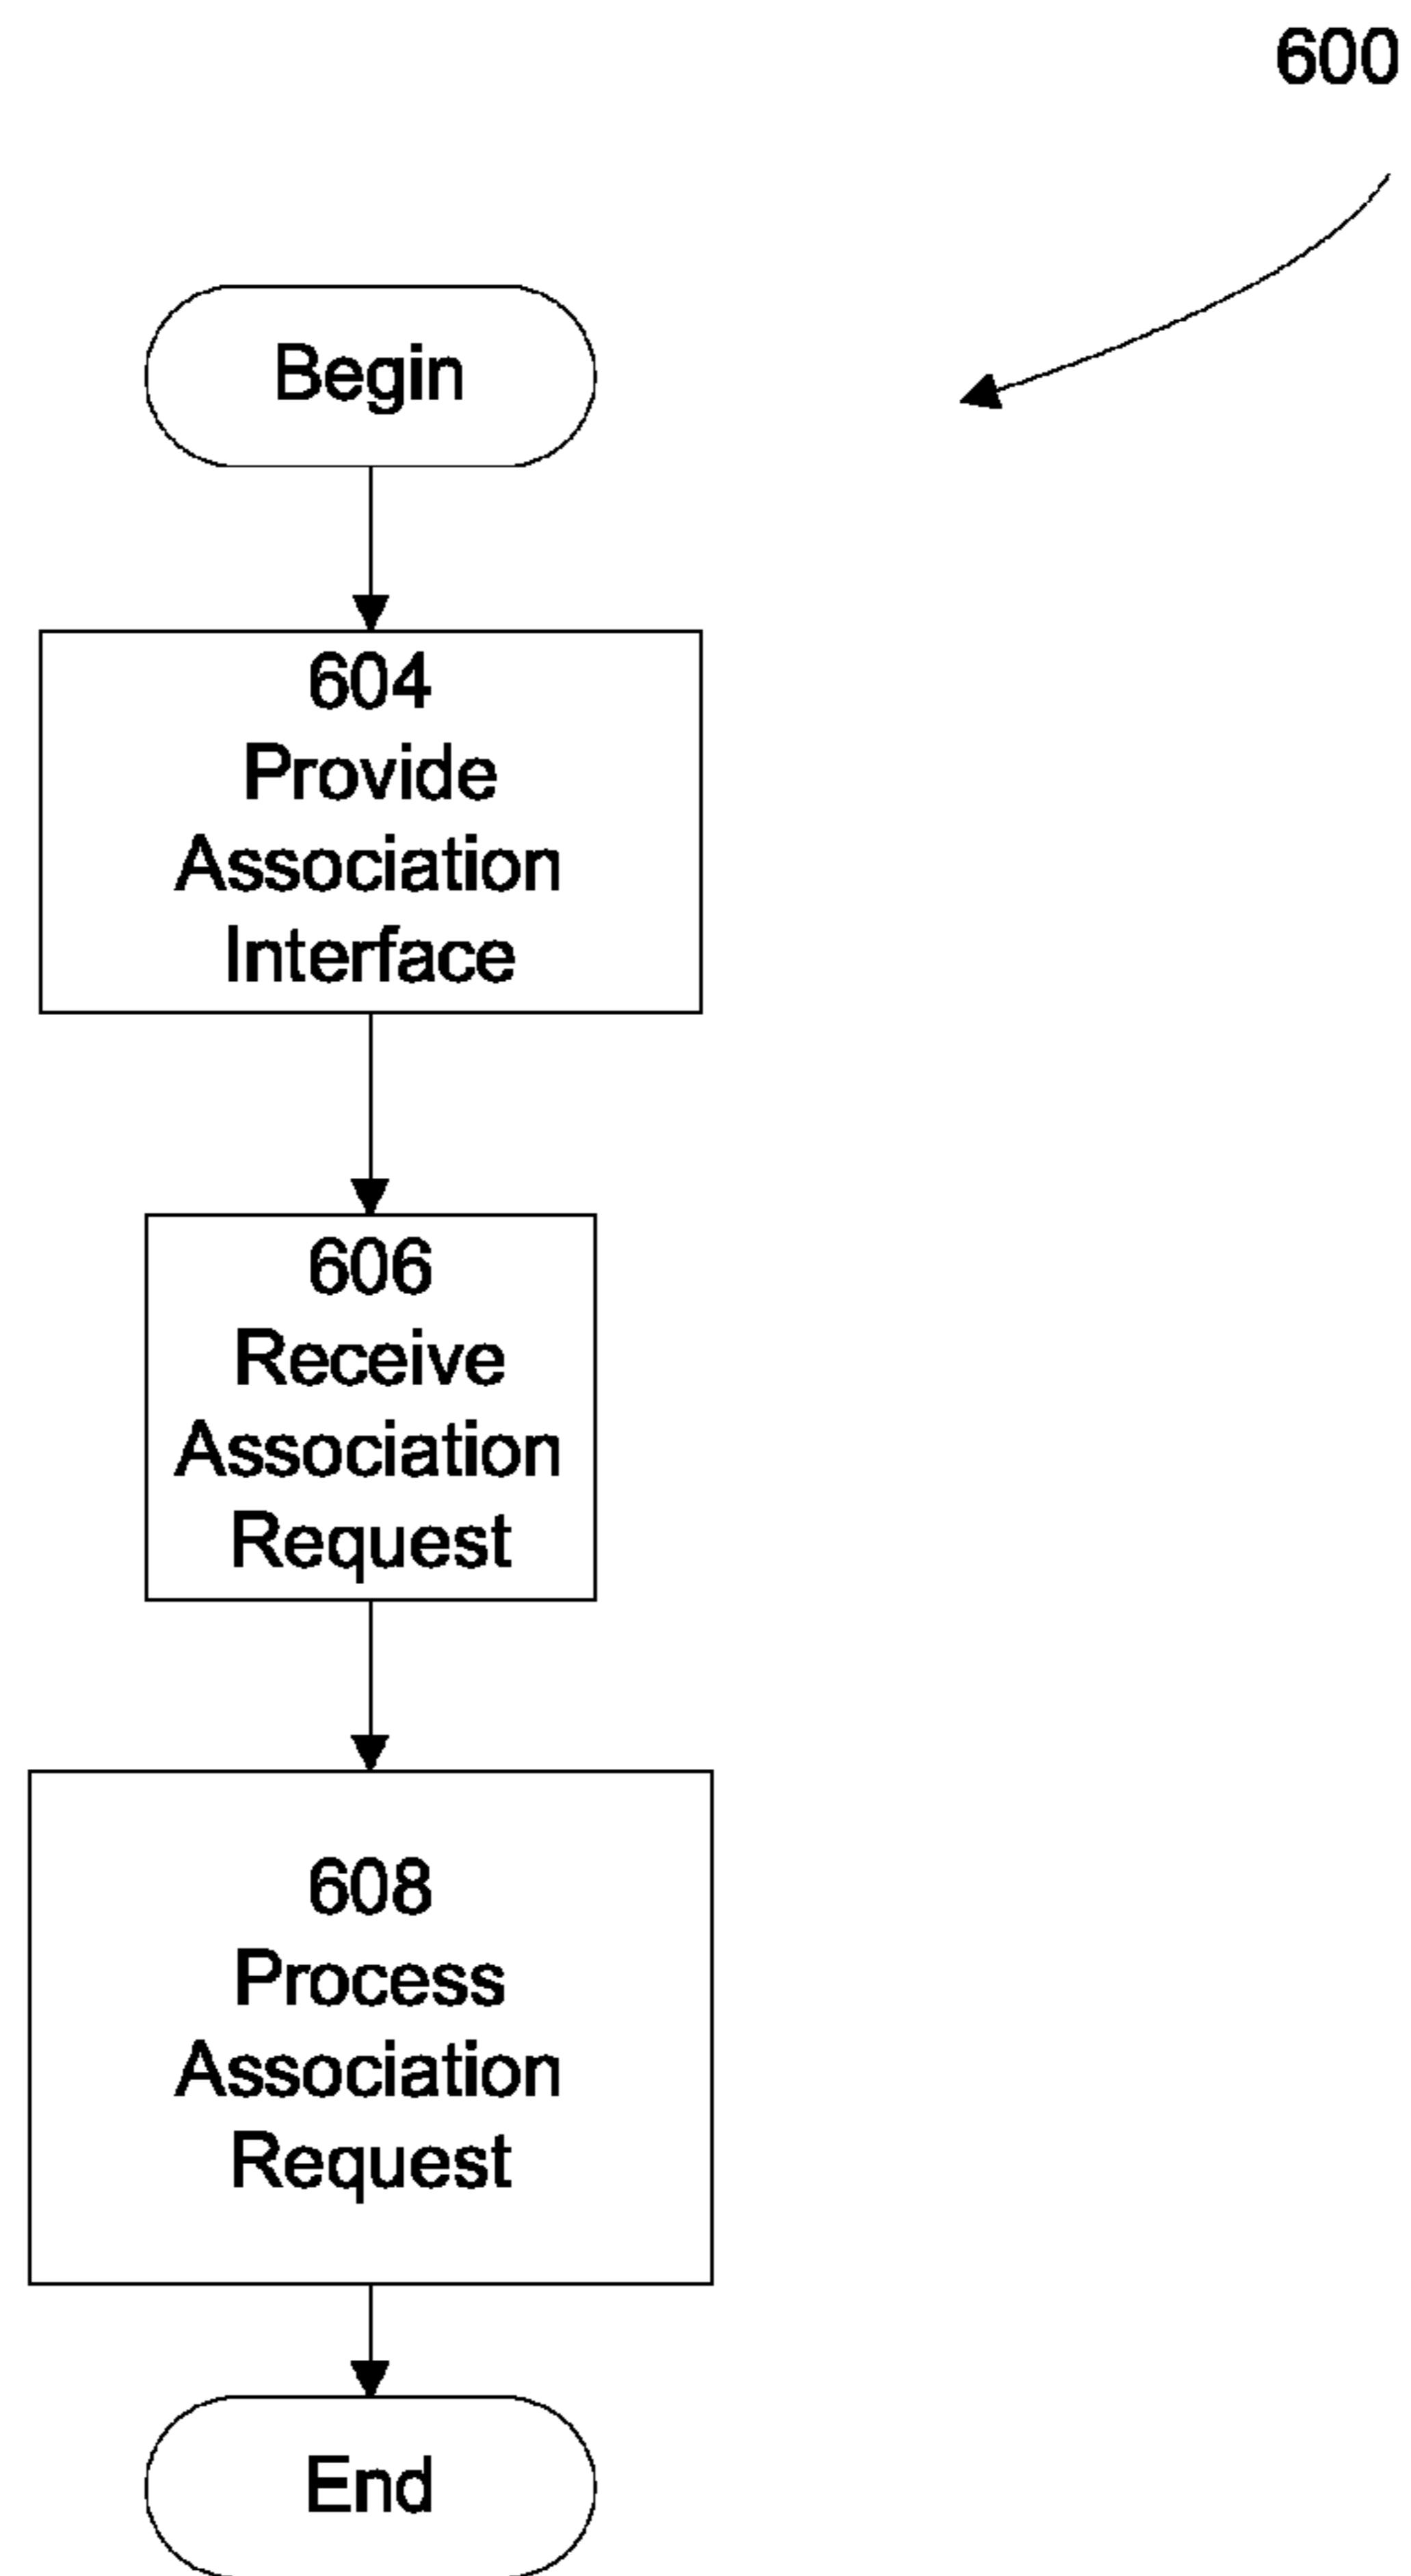 600
Begin
604
Provide
Association
Interface
606
Receive
Association
Request
608
Process
Association
Request
End